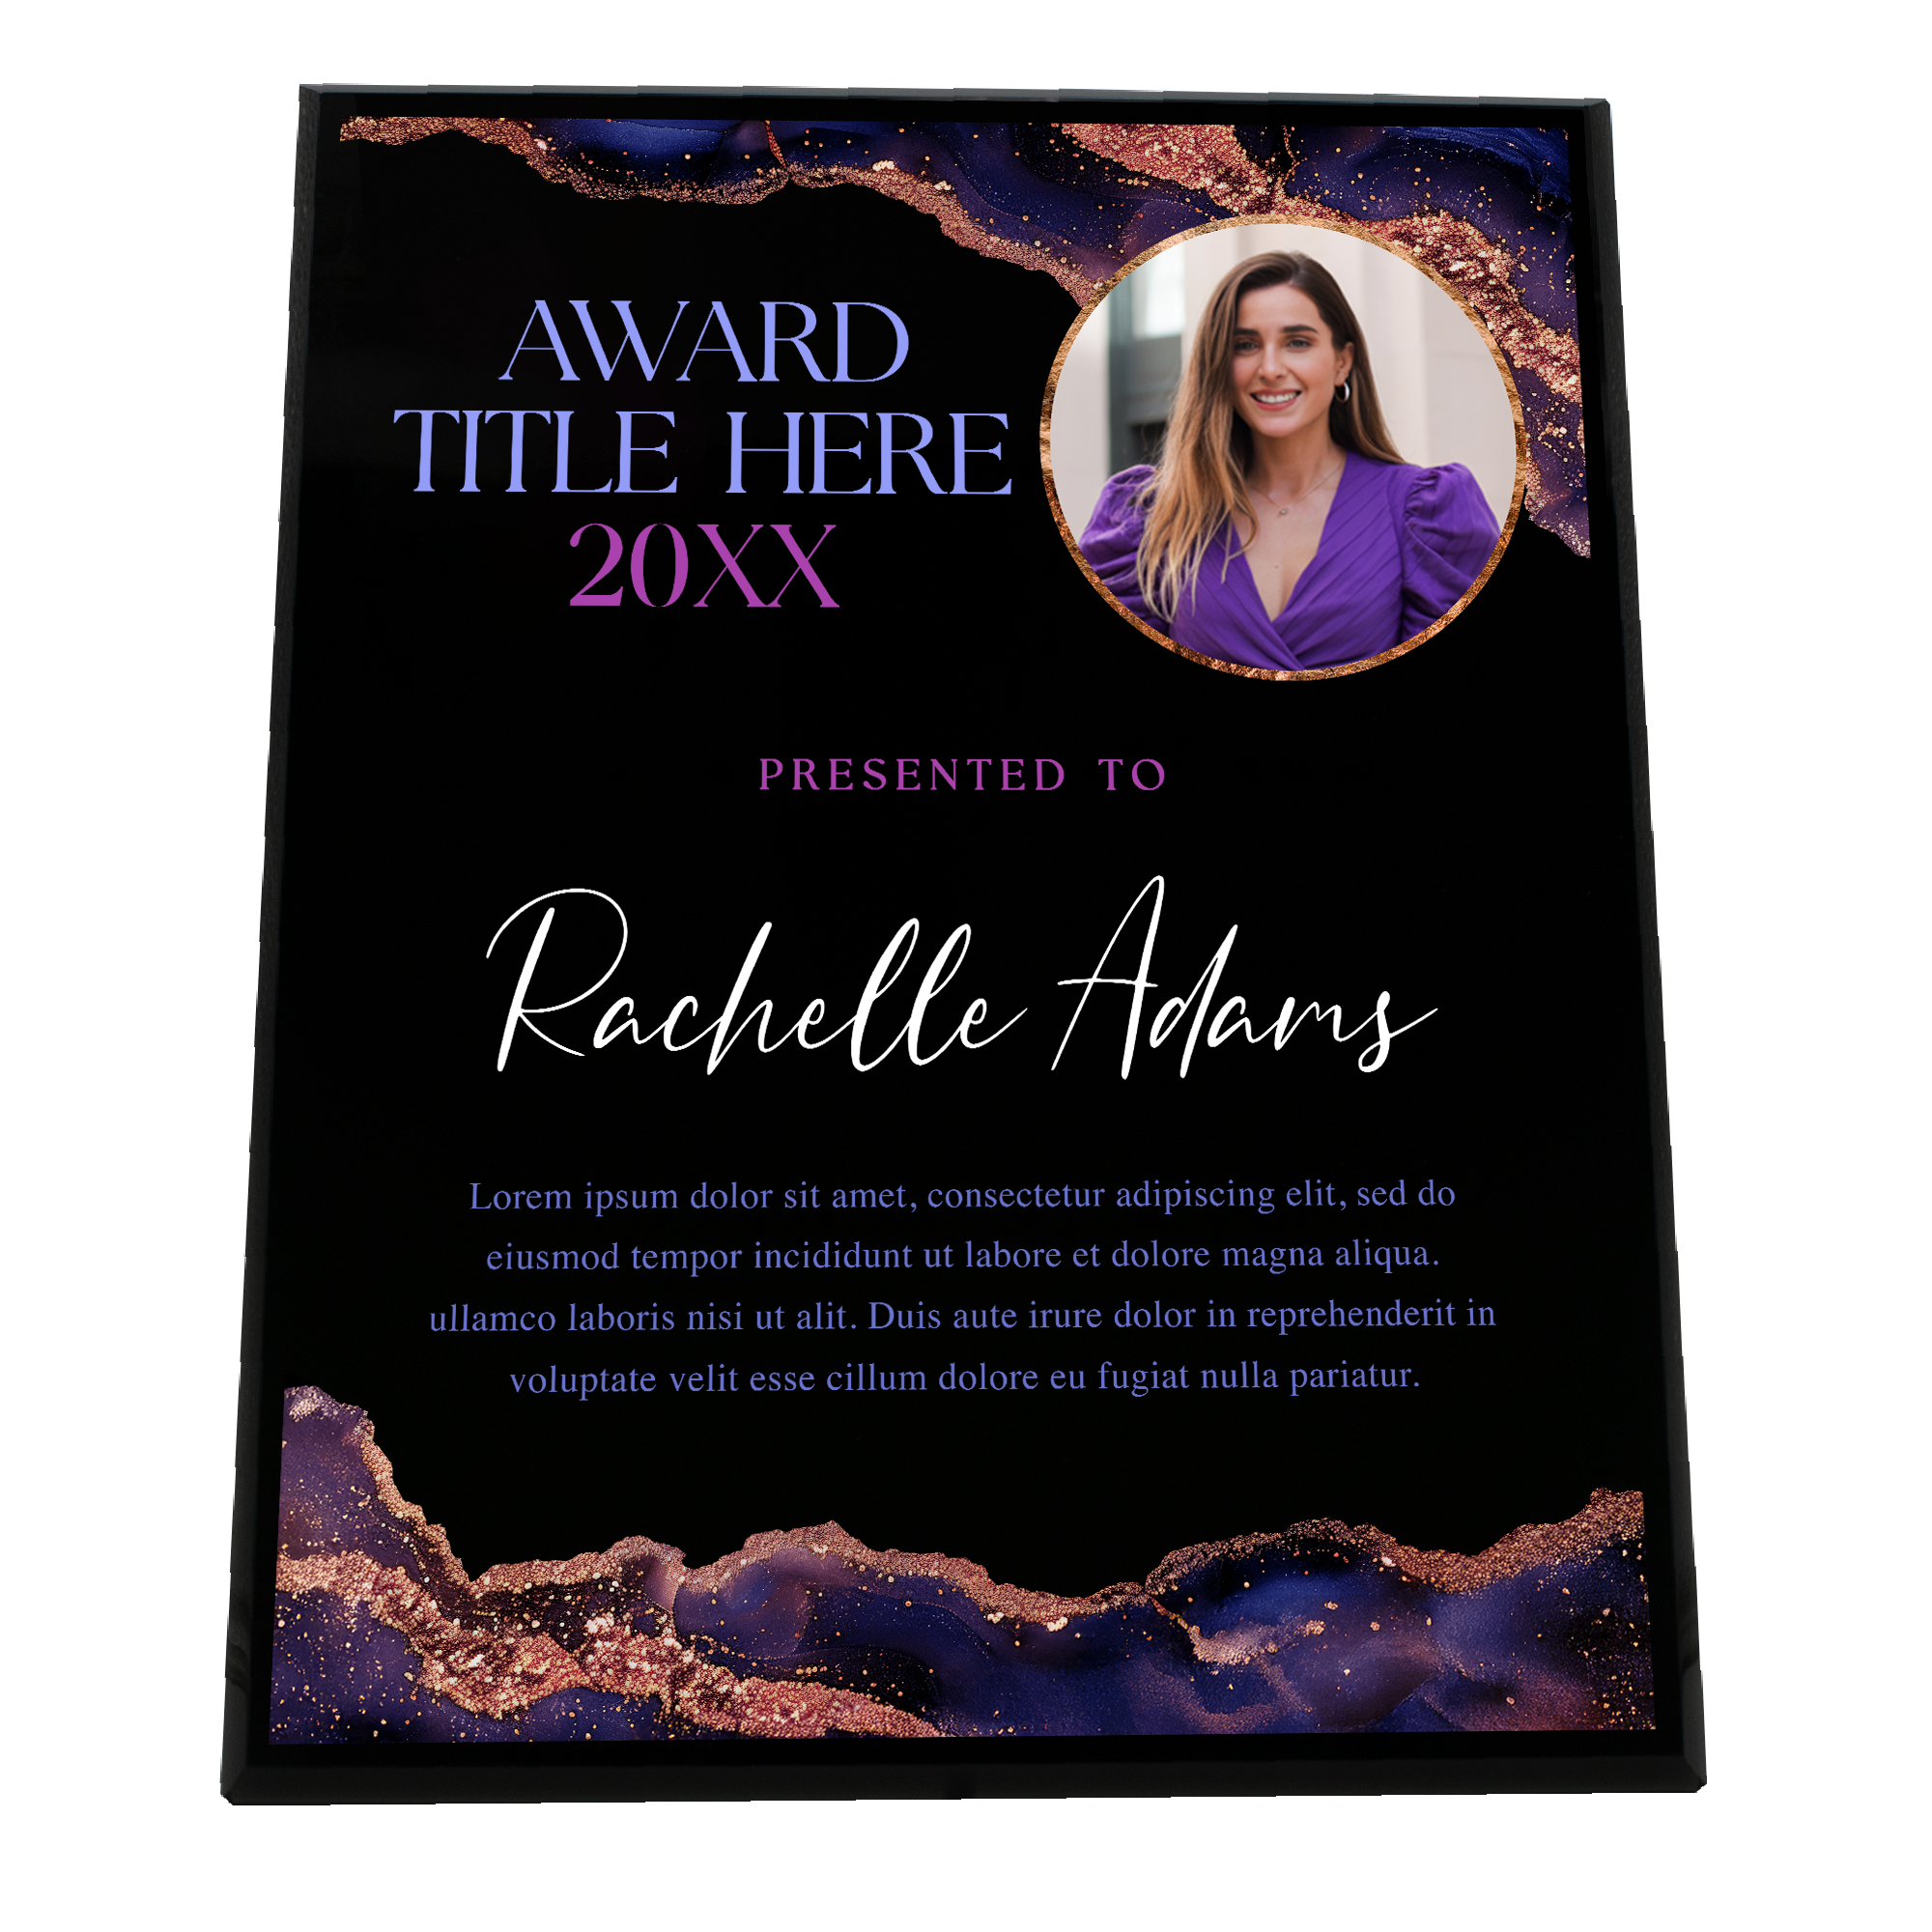 AWARD
TITLE HERE
20XX
PRESENTED TO
Rachelle Adams
Lorem ipsum dolor sit amet, consectetur adipiscing elit, sed do
eiusmod tempor incididunt ut labore et dolore magna aliqua.
ullamco laboris nisi ut alit. Duis aute irure dolor in reprehenderit in
voluptate velit esse cillum dolore eu fugiat nulla pariatur.